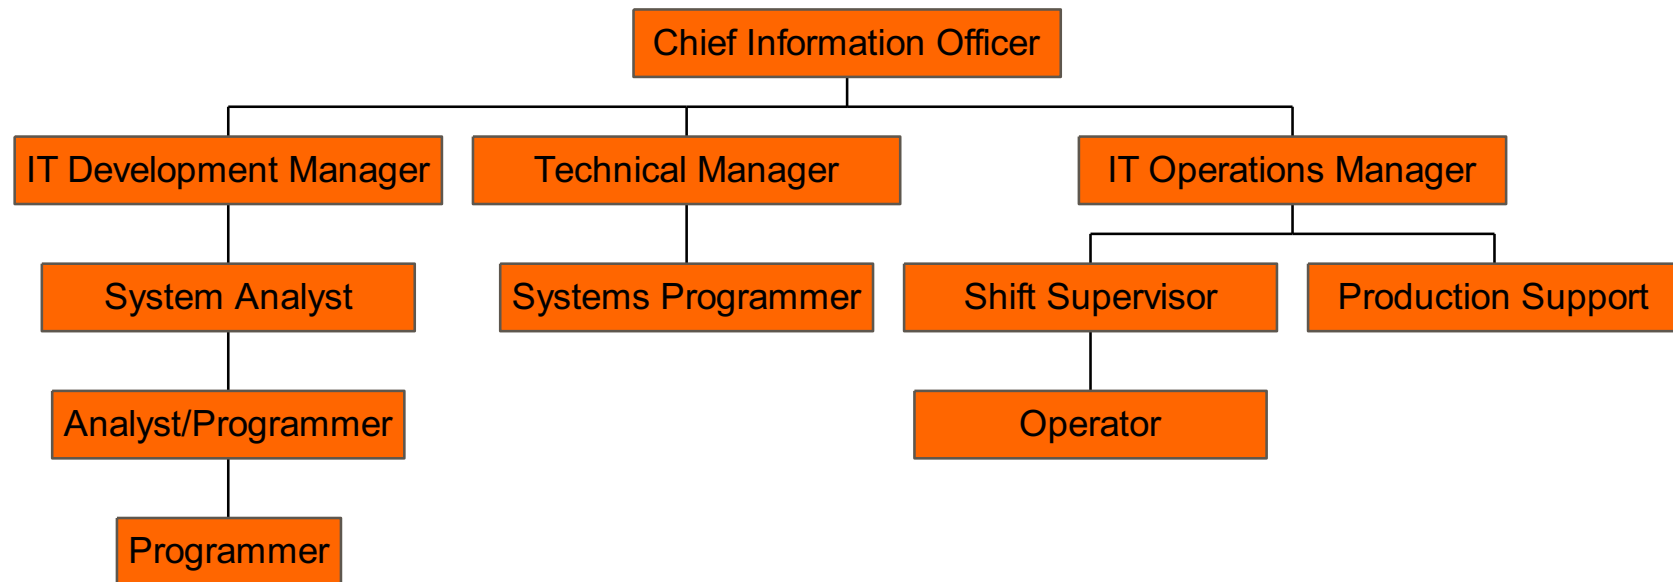 Chief Information Officer
IT Development Manager
Technical Manager
IT Operations Manager
System Analyst
Systems Programmer
Shift Supervisor
Production Support
Analyst/Programmer
Operator
Programmer